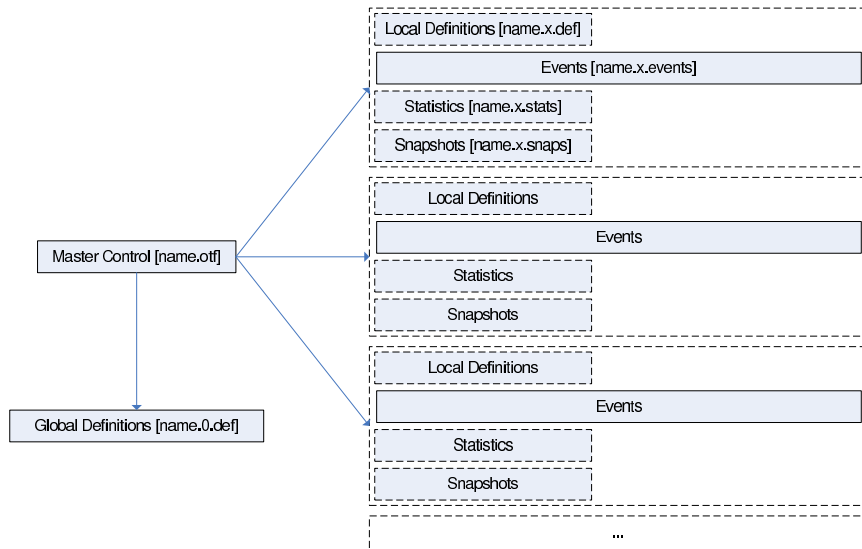 Local Definitions [name.x.def]
Events [name.x.events]
Statistics [name.x.stats]
Snapshots [name.x.snaps]
Local Definitions
Events
Statistics
Snapshots
Master Control [name.otf]
Local Definitions
Events
Statistics
Snapshots
Global Definitions [name.0.def]
...